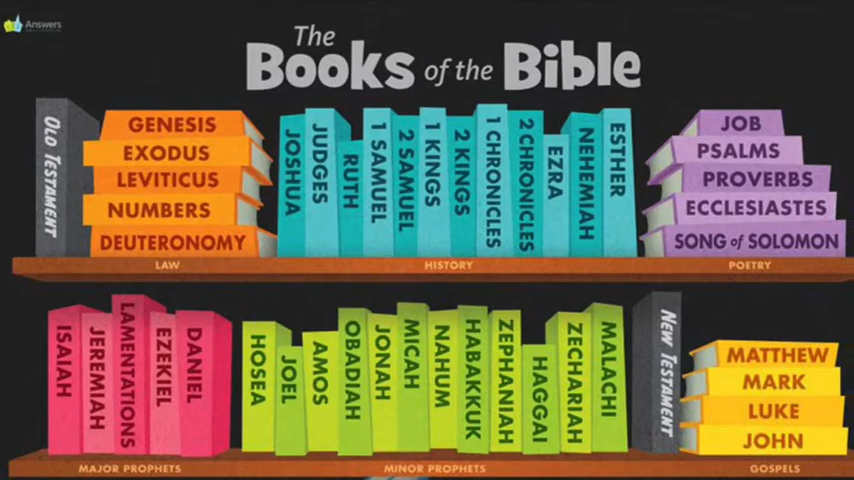 Answers
The
Books of the Bible
OLD TESTAMENT
GENESIS
EXODUS
LEVITICUS
NUMBERS
DEUTERONOMY
JOSHUA
JUDGES
RUTH
1 SAMUEL
2 SAMUEL
1 KINGS
2 KINGS
1 CHRONICLES
2 CHRONICLES
EZRA
NEHEMIAH
ESTHER
JOB
PSALMS
PROVERBS
ECCLESIASTES
SONG of SOLOMON
LAW
HISTORY
POETRY
ISAIAH
JEREMIAH
LAMENTATIONS
EZEKIEL
DANIEL
HOSEA
JOEL
AMOS
OBADIAH
JONAH
MICAH
NAHUM
HABAKKUK
ZEPHANIAH
HAGGAI
ZECHARIAH
MALACHI
NEW TESTAMENT
MATTHEW
MARK
LUKE
JOHN
MAJOR PROPHETS
MINOR PROPHETS
GOSPELS